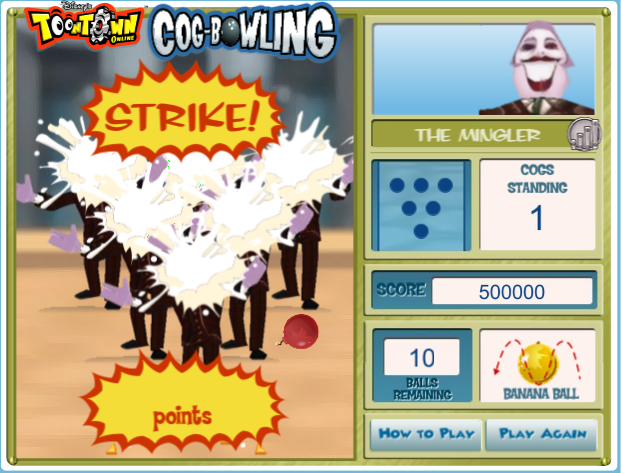 Disney's
TOONTOWN
ONLINE
COG-BOWLING
STRIKE!
points
THE MINGLER
COGS
STANDING
1
SCORE
500000
10
BALLS
REMAINING
BANANA BALL
HOW TO PLAY
PLAY AGAIN